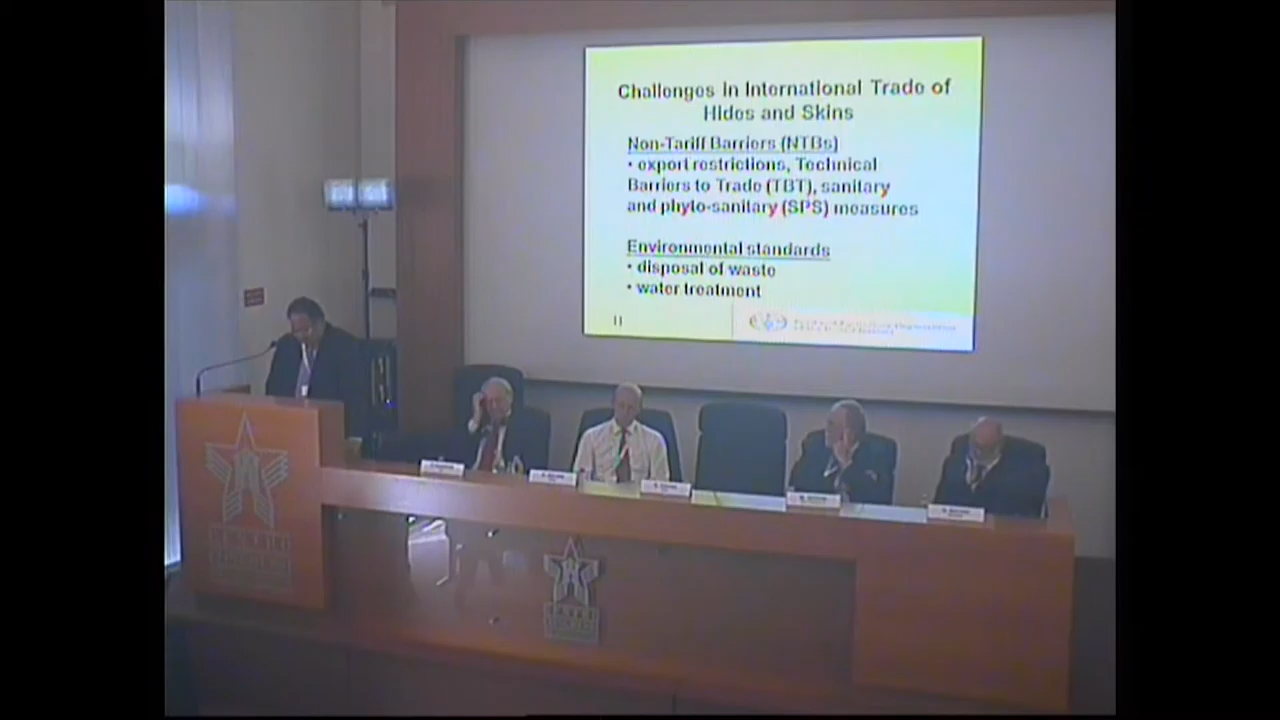 Challenges in International Trade of
Hides and Skins
Non-Tariff Barriers (NTBs)
• export restrictions, Technical
Barriers to Trade (TBT), sanitary
and phyto-sanitary (SPS) measures
Environmental standards
• disposal of waste
• water treatment
11